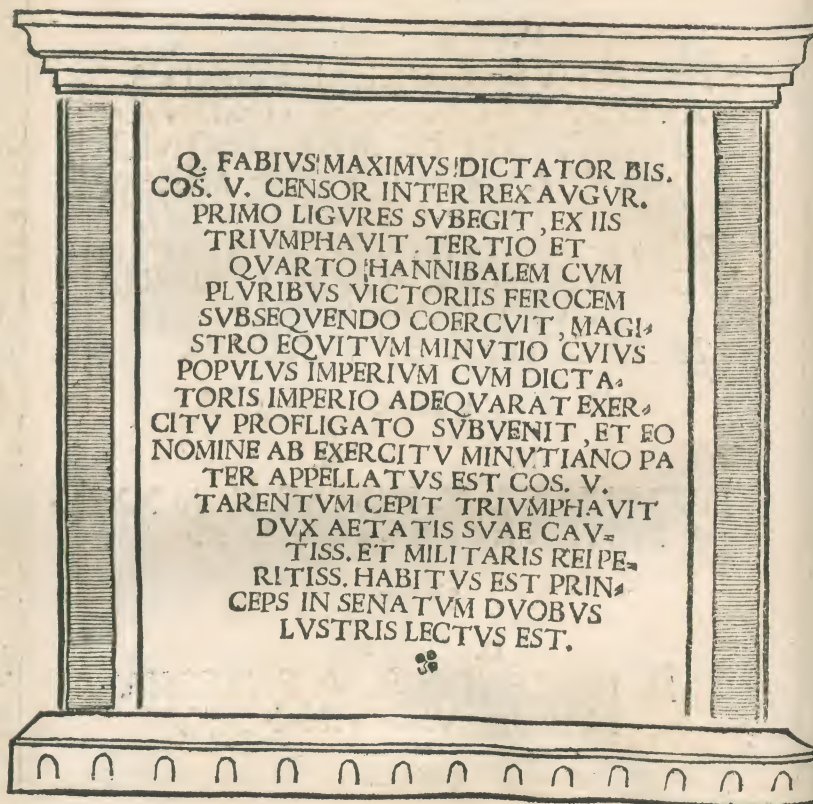 Q. FABIVS MAXIMVS DICTATOR BIS.
COS. V. CENSOR INTER REX AVGVR.
PRIMO LIGVRES SVBEGIT, EX IIS
TRIVMPHAVIT. TERTIO ET
QVARTO HANNIBALEM CVM
PLVRIBVS VICTORIIS FEROCEM
SVBSEQVENDO COERCVIT, MAGI-
STRO EQVITVM MINVTIO CVIVS
POPVLVS IMPERIVM CVM DICTA-
TORIS IMPERIO ADEQVARAT EXER-
CITV PROFLIGATO SVBVENIT, ET EO
NOMINE AB EXERCITV MINVTIANO PA
TER APPELLATVS EST COS. V.
TARENTVM CEPIT TRIVMPHAVIT
DVX AETATIS SVAE CAV=
TISS. ET MILITARIS REI PE=
RITISS. HABITVS EST PRIN-
CEPS IN SENATVM DVOBVS
LVSTRIS LECTVS EST.